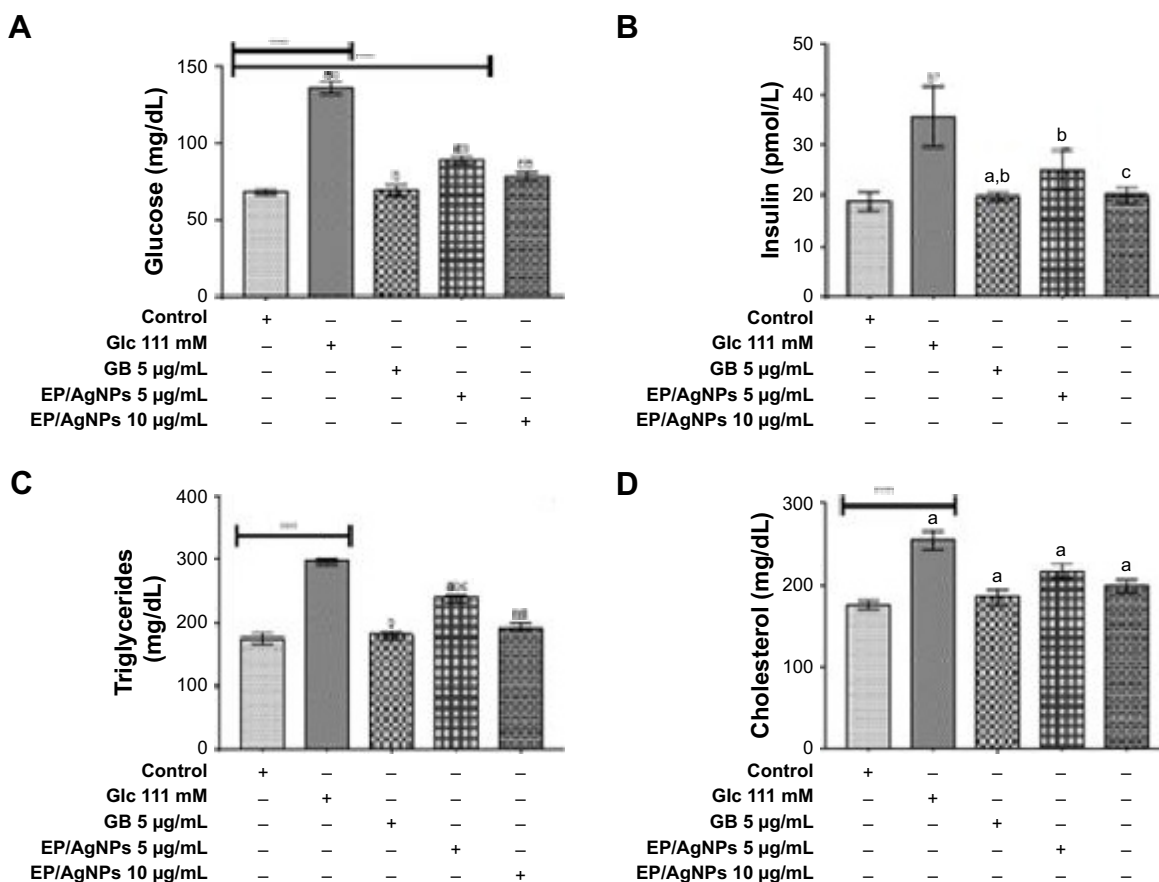 A
Glucose (mg/dL)
150
100
50
0
Control + – – – –
Glc 111 mM – + – – –
GB 5 µg/mL – – + – –
EP/AgNPs 5 µg/mL – – – + –
EP/AgNPs 10 µg/mL – – – – +
B
Insulin (pmol/L)
50
40
30
20
10
0
a,b
b
c
Control + – – – –
Glc 111 mM – + – – –
GB 5 µg/mL – – + – –
EP/AgNPs 5 µg/mL – – – + –
EP/AgNPs 10 µg/mL – – – – –
C
Triglycerides
(mg/dL)
400
300
200
100
0
Control + – – – –
Glc 111 mM – + – – –
GB 5 µg/mL – – + – –
EP/AgNPs 5 µg/mL – – – + –
EP/AgNPs 10 µg/mL – – – – +
D
Cholesterol (mg/dL)
300
200
100
0
a
a
a
a
Control + – – – –
Glc 111 mM – + – – –
GB 5 µg/mL – – + – –
EP/AgNPs 5 µg/mL – – – + –
EP/AgNPs 10 µg/mL – – – – –